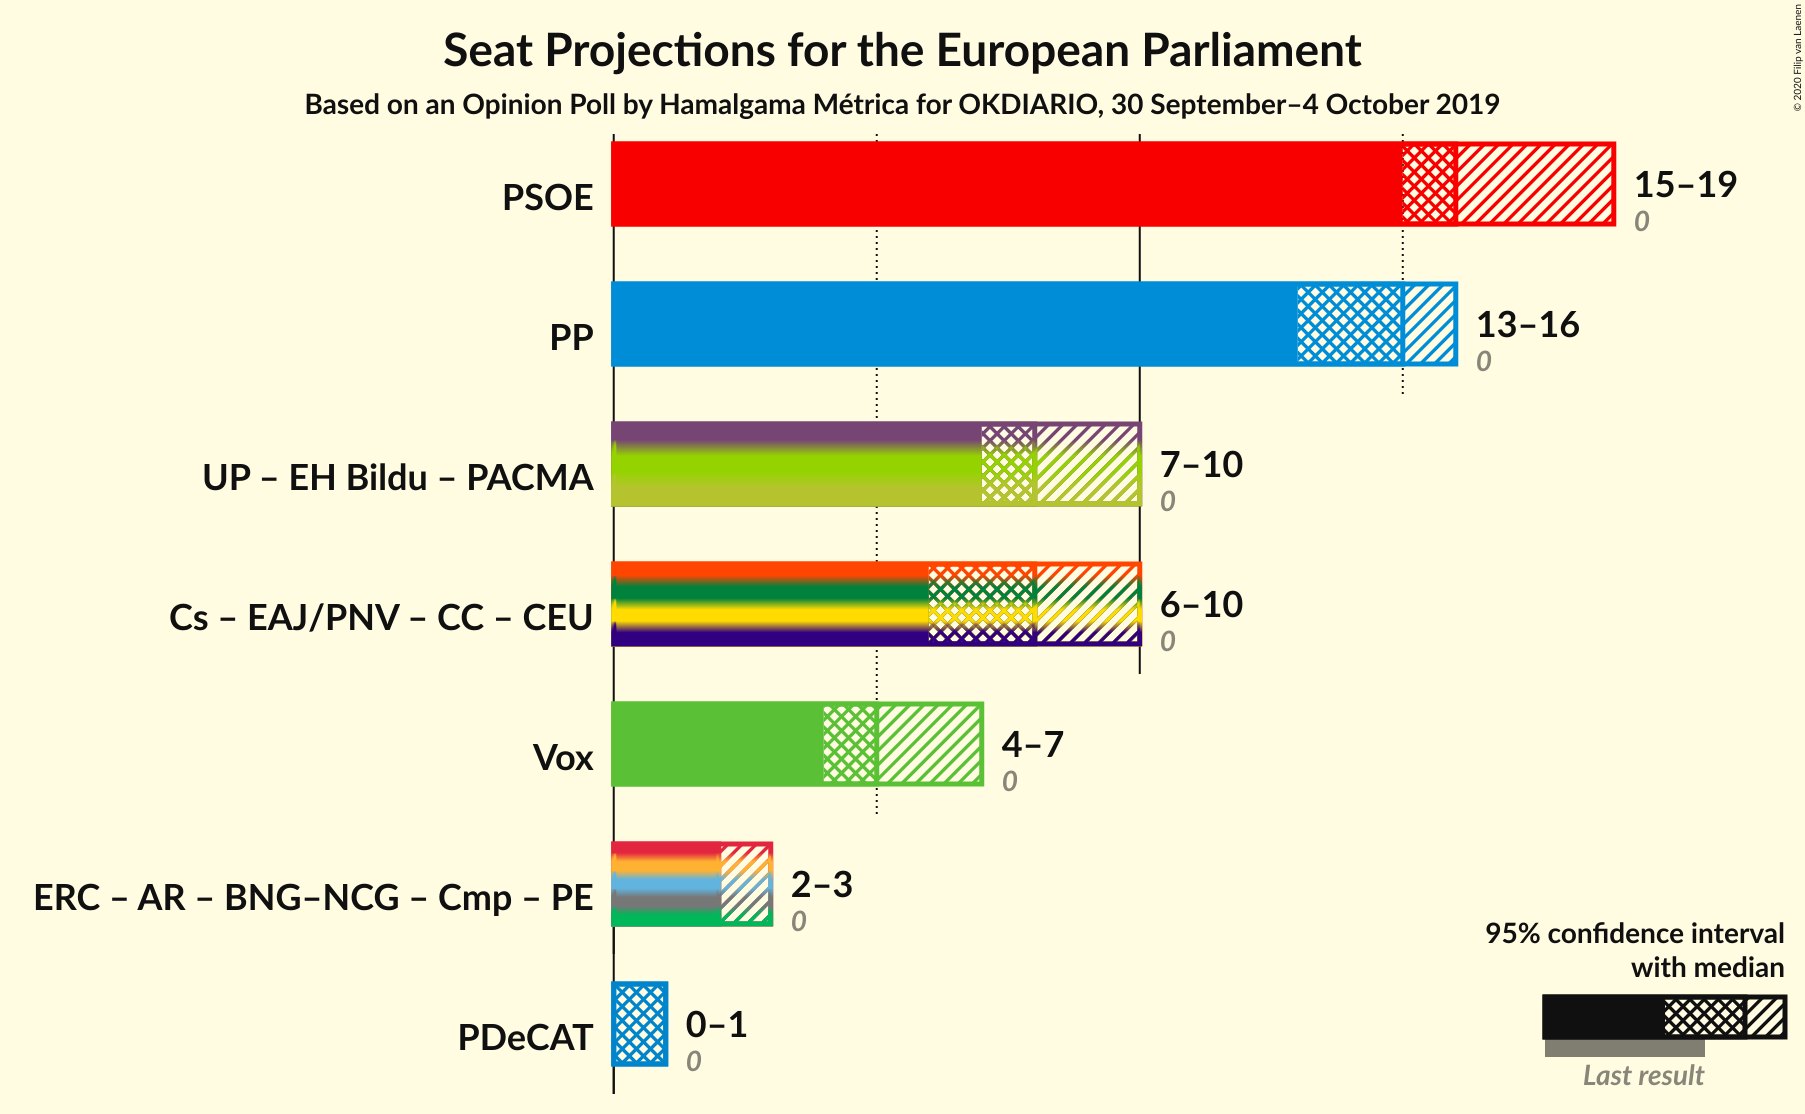 Seat Projections for the European Parliament
Based on an Opinion Poll by Hamalgama Métrica for OKDIARIO, 30 September–4 October 2019
© 2020 Filip van Laenen
PSOE
15–19
0
PP
13–16
0
UP – EH Bildu – PACMA
7–10
0
Cs – EAJ/PNV – CC – CEU
6–10
0
Vox
4–7
0
ERC – AR – BNG–NCG – Cmp – PE
2–3
0
PDeCAT
0–1
0
95% confidence interval
with median
Last result